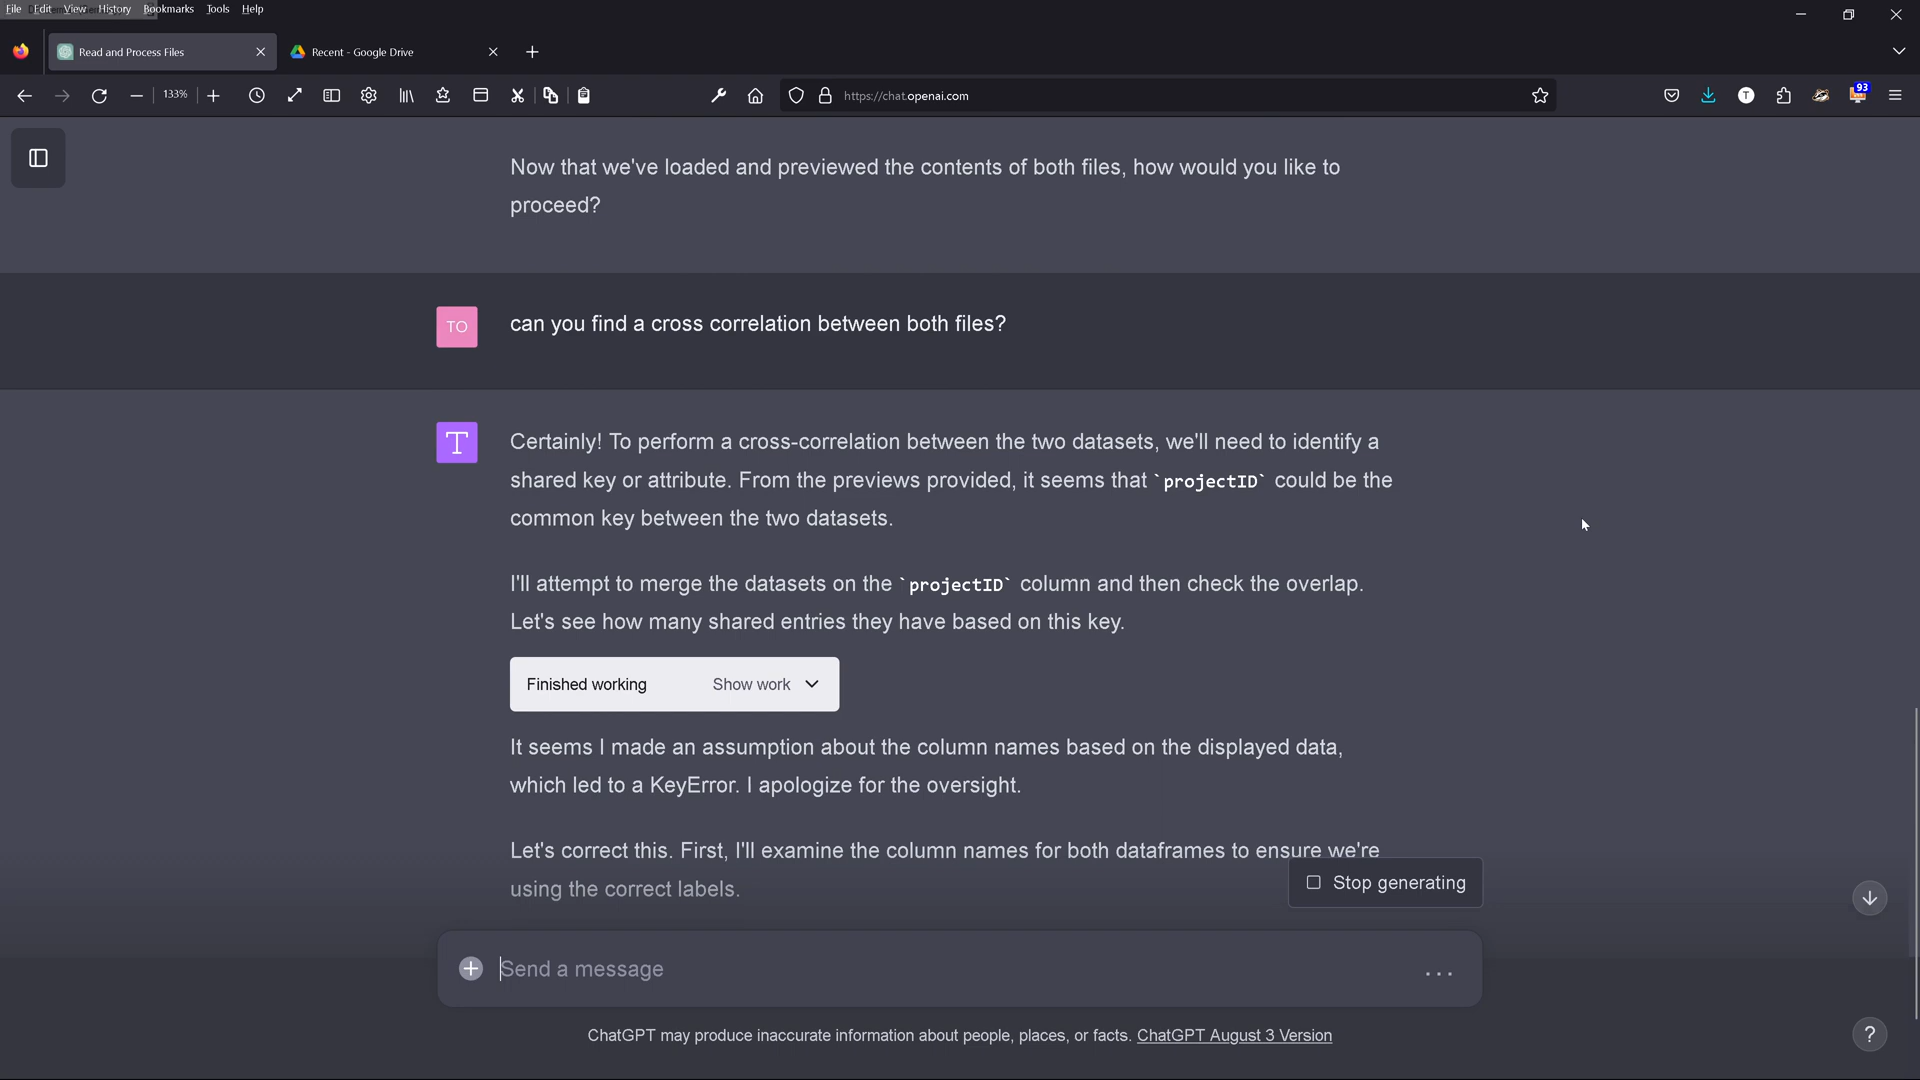 File Edit View History Bookmarks Tools Help
Read and Process Files
Recent - Google Drive
133%
https://chat.openai.com
T
93
Now that we've loaded and previewed the contents of both files, how would you like to
proceed?
TO
can you find a cross correlation between both files?
T
Certainly! To perform a cross-correlation between the two datasets, we'll need to identify a
shared key or attribute. From the previews provided, it seems that `projectID` could be the
common key between the two datasets.
I'll attempt to merge the datasets on the `projectID` column and then check the overlap.
Let's see how many shared entries they have based on this key.
Finished working Show work
It seems I made an assumption about the column names based on the displayed data,
which led to a KeyError. I apologize for the oversight.
Let's correct this. First, I'll examine the column names for both dataframes to ensure we're
using the correct labels.
Stop generating
Send a message
...
ChatGPT may produce inaccurate information about people, places, or facts. ChatGPT August 3 Version
?